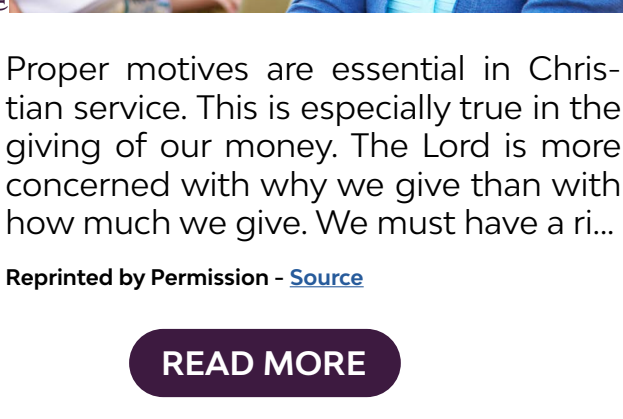 Proper motives are essential in Chris-
tian service. This is especially true in the
giving of our money. The Lord is more
concerned with why we give than with
how much we give. We must have a ri...
Reprinted by Permission - Source
READ MORE